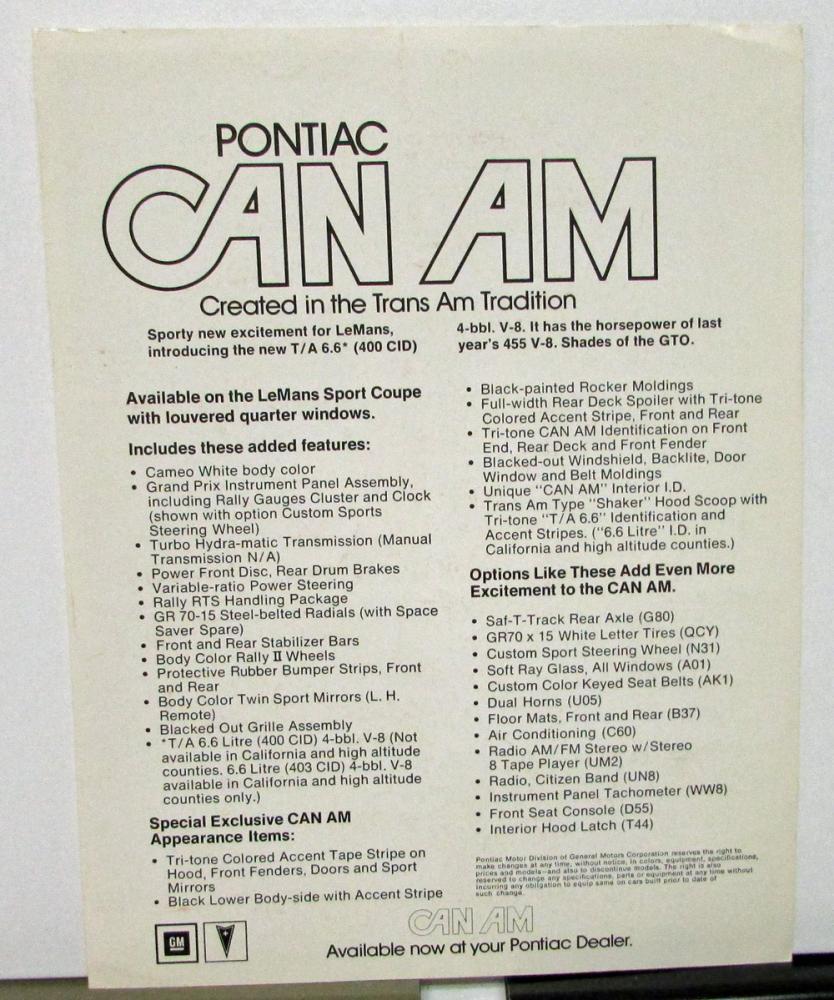 PONTIAC
CAN AM
Created in the Trans Am Tradition
Sporty new excitement for LeMans,
introducing the new T/A 6.6* (400 CID)
4-bbl. V-8. It has the horsepower of last
year's 455 V-8. Shades of the GTO.
Available on the LeMans Sport Coupe
with louvered quarter windows.
Includes these added features:
• Cameo White body color
• Grand Prix Instrument Panel Assembly,
including Rally Gauges Cluster and Clock
(shown with option Custom Sports
Steering Wheel)
• Turbo Hydra-matic Transmission (Manual
Transmission N/A)
• Power Front Disc, Rear Drum Brakes
• Variable-ratio Power Steering
• Rally RTS Handling Package
• GR 70-15 Steel-belted Radials (with Space
Saver Spare)
• Front and Rear Stabilizer Bars
• Body Color Rally II Wheels
• Protective Rubber Bumper Strips, Front
and Rear
• Body Color Twin Sport Mirrors (L. H.
Remote)
• Blacked Out Grille Assembly
• *T/A 6.6 Litre (400 CID) 4-bbl. V-8 (Not
available in California and high altitude
counties. 6.6 Litre (403 CID) 4-bbl. V-8
available in California and high altitude
counties only.)
Special Exclusive CAN AM
Appearance Items:
• Tri-tone Colored Accent Tape Stripe on
Hood, Front Fenders, Doors and Sport
Mirrors
• Black Lower Body-side with Accent Stripe
• Black-painted Rocker Moldings
• Full-width Rear Deck Spoiler with Tri-tone
Colored Accent Stripe, Front and Rear
• Tri-tone CAN AM Identification on Front
End, Rear Deck and Front Fender
• Blacked-out Windshield, Backlite, Door
Window and Belt Moldings
• Unique "CAN AM" Interior I.D.
• Trans Am Type "Shaker" Hood Scoop with
Tri-tone "T/A 6.6" Identification and
Accent Stripes. ("6.6 Litre" I.D. in
California and high altitude counties.)
Options Like These Add Even More
Excitement to the CAN AM.
• Saf-T-Track Rear Axle (G80)
• GR70 x 15 White Letter Tires (QCY)
• Custom Sport Steering Wheel (N31)
• Soft Ray Glass, All Windows (A01)
• Custom Color Keyed Seat Belts (AK1)
• Dual Horns (U05)
• Floor Mats, Front and Rear (B37)
• Air Conditioning (C60)
• Radio AM/FM Stereo w/Stereo
8 Tape Player (UM2)
• Radio, Citizen Band (UN8)
• Instrument Panel Tachometer (WW8)
• Front Seat Console (D55)
• Interior Hood Latch (T44)
Pontiac Motor Division of General Motors Corporation reserves the right to
make changes at any time, without notice, in colors, equipment, specifications,
prices and models—and also to discontinue models. The right is also
reserved to change any specifications, parts or equipment at any time without
incurring any obligation to equip same on cars built prior to date of
such change.
GM
CAN AM
Available now at your Pontiac Dealer.